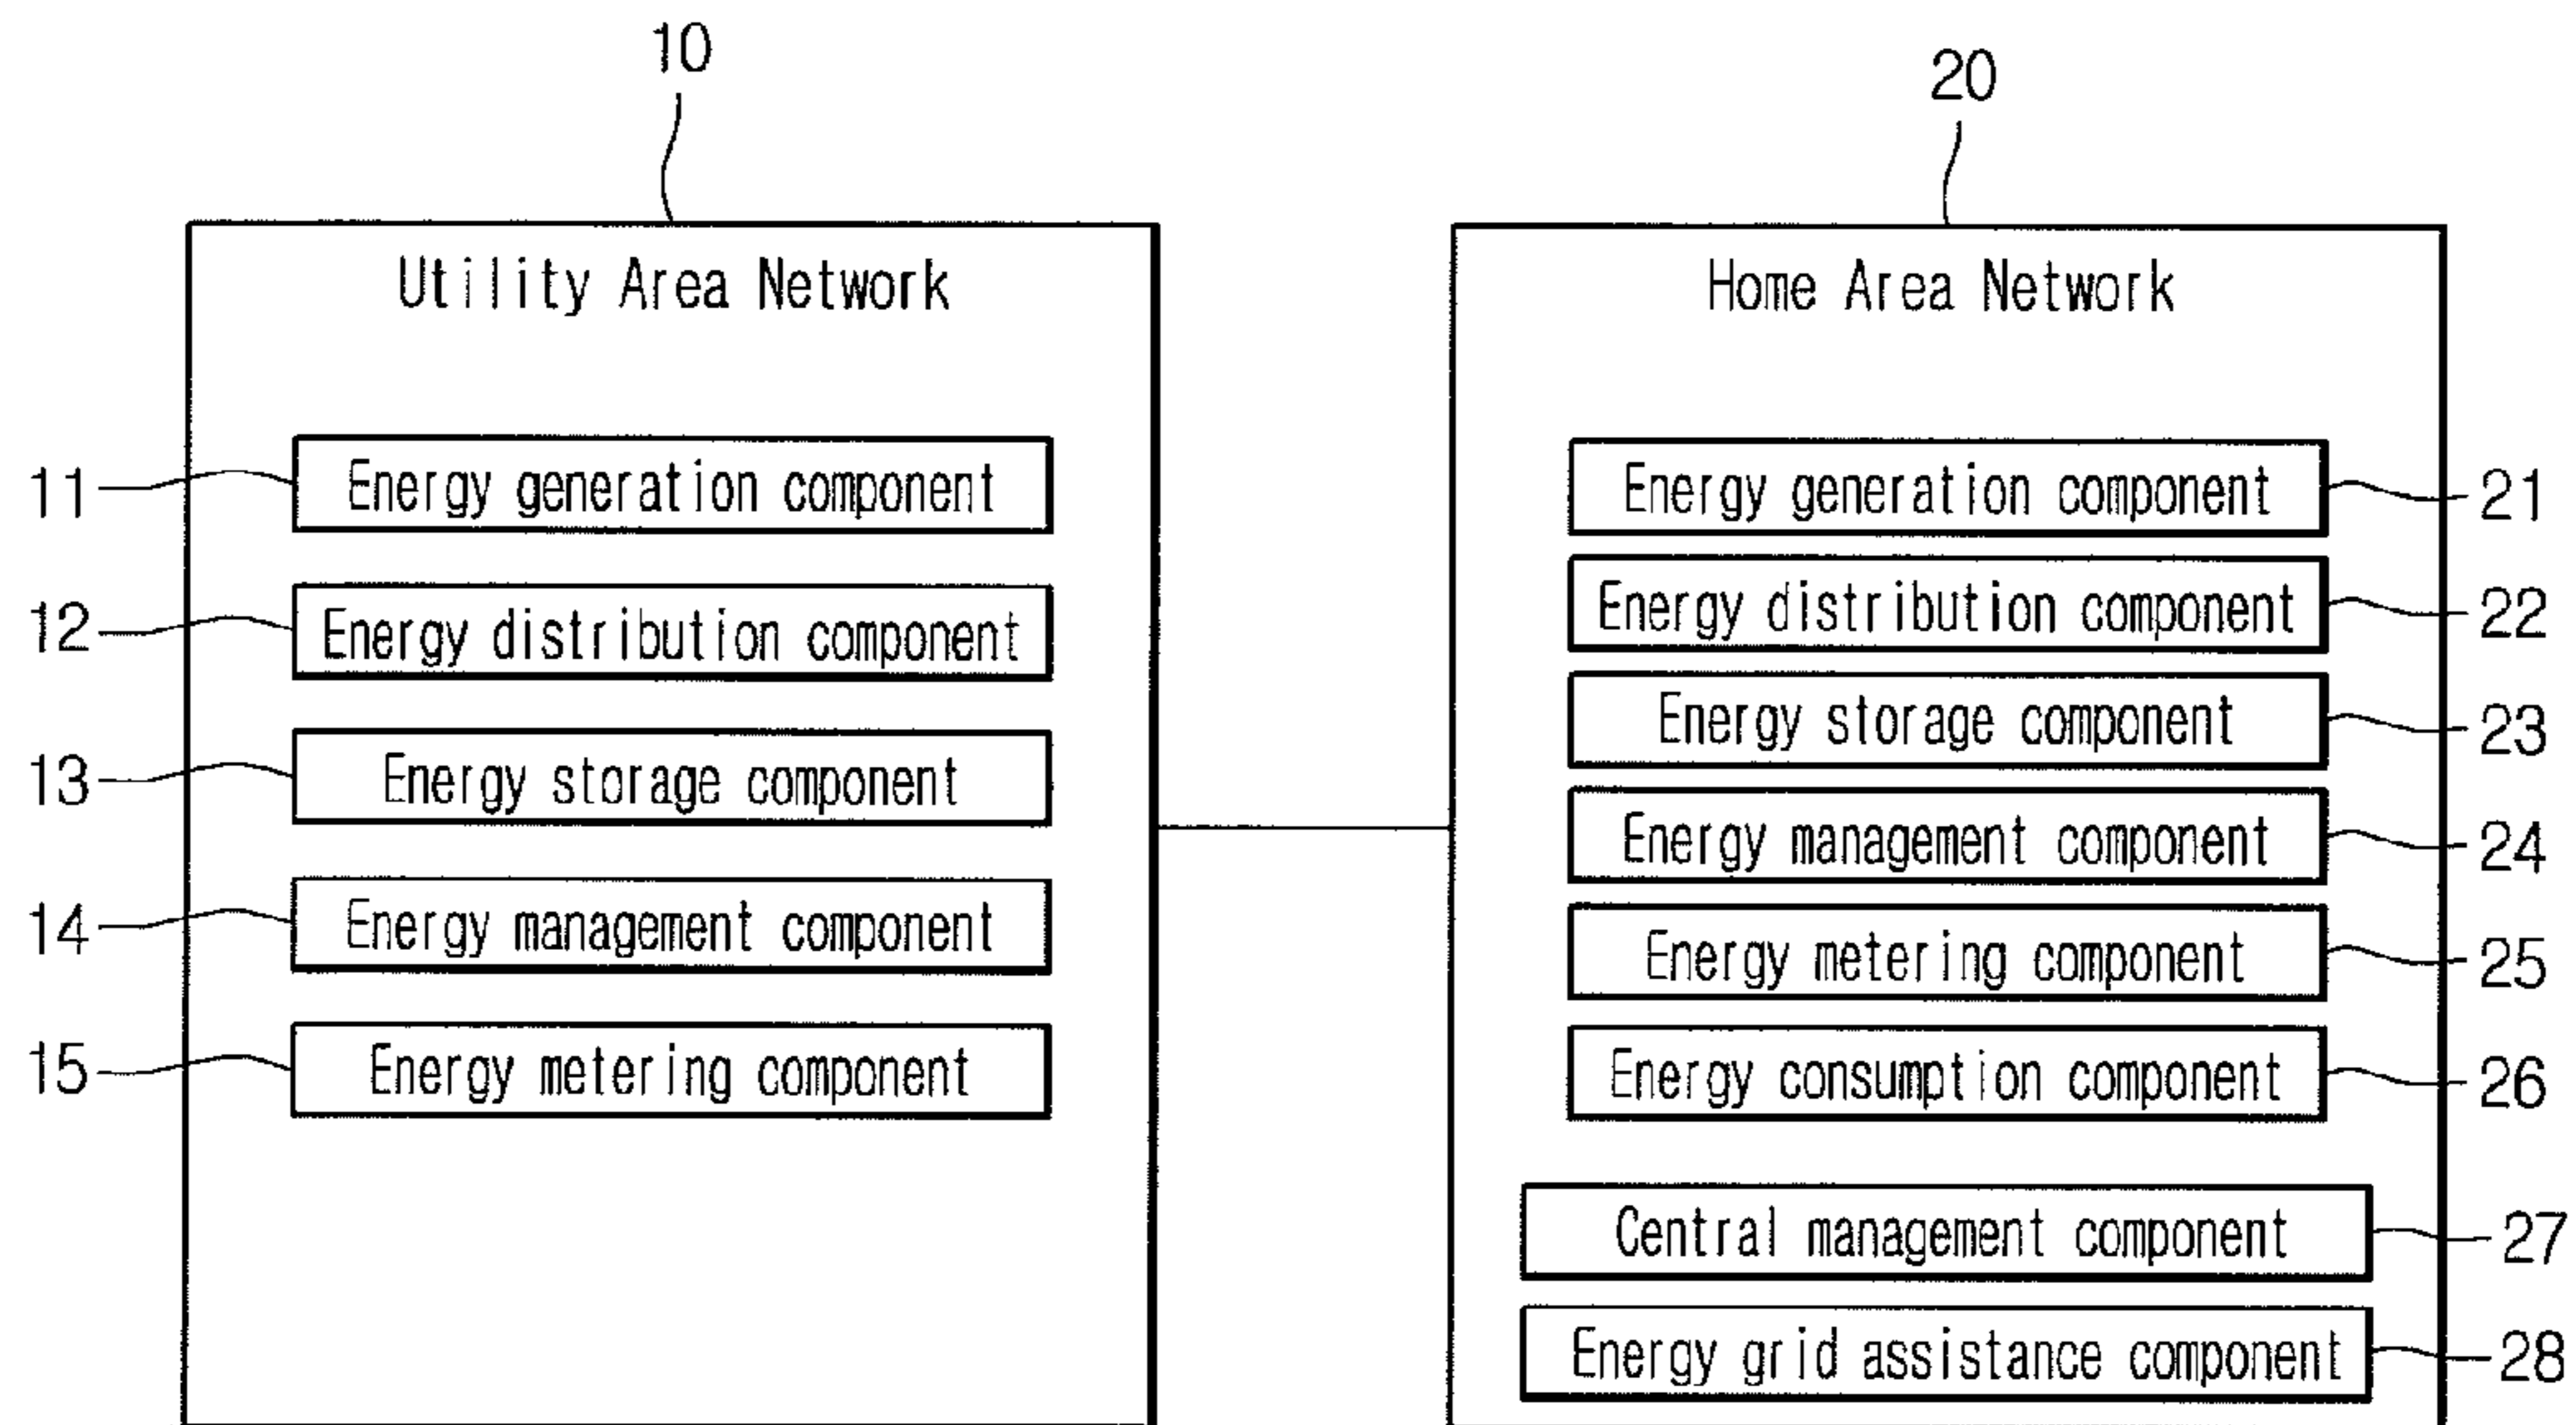 10
20
Utility Area Network
Home Area Network
11
Energy generation component
12
Energy distribution component
13
Energy storage component
14
Energy management component
15
Energy metering component
Energy generation component
21
Energy distribution component
22
Energy storage component
23
Energy management component
24
Energy metering component
25
Energy consumption component
26
Central management component
27
Energy grid assistance component
28